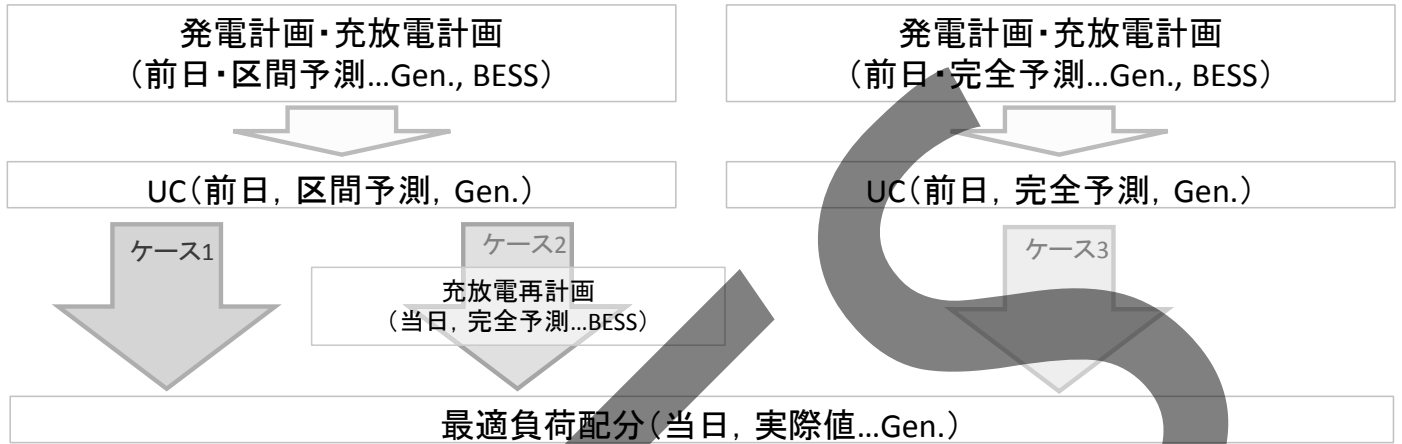 発電計画・充放電計画
（前日・区間予測…Gen., BESS）
発電計画・充放電計画
（前日・完全予測…Gen., BESS）
UC（前日，区間予測，Gen.）
UC（前日，完全予測，Gen.）
ケース1
ケース2
ケース3
充放電再計画
（当日，完全予測…BESS）
最適負荷配分（当日，実際値…Gen.）